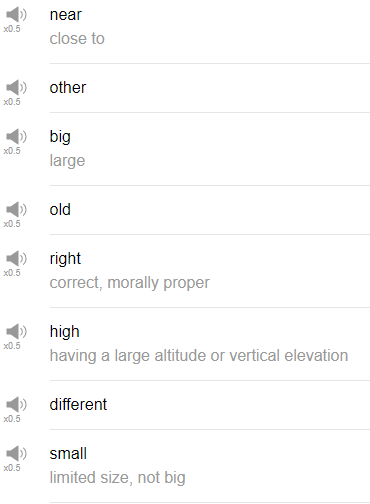 near
x0.5
close to
other
x0.5
big
x0.5
large
old
x0.5
right
x0.5
correct, morally proper
high
x0.5
having a large altitude or vertical elevation
different
x0.5
small
x0.5
limited size, not big